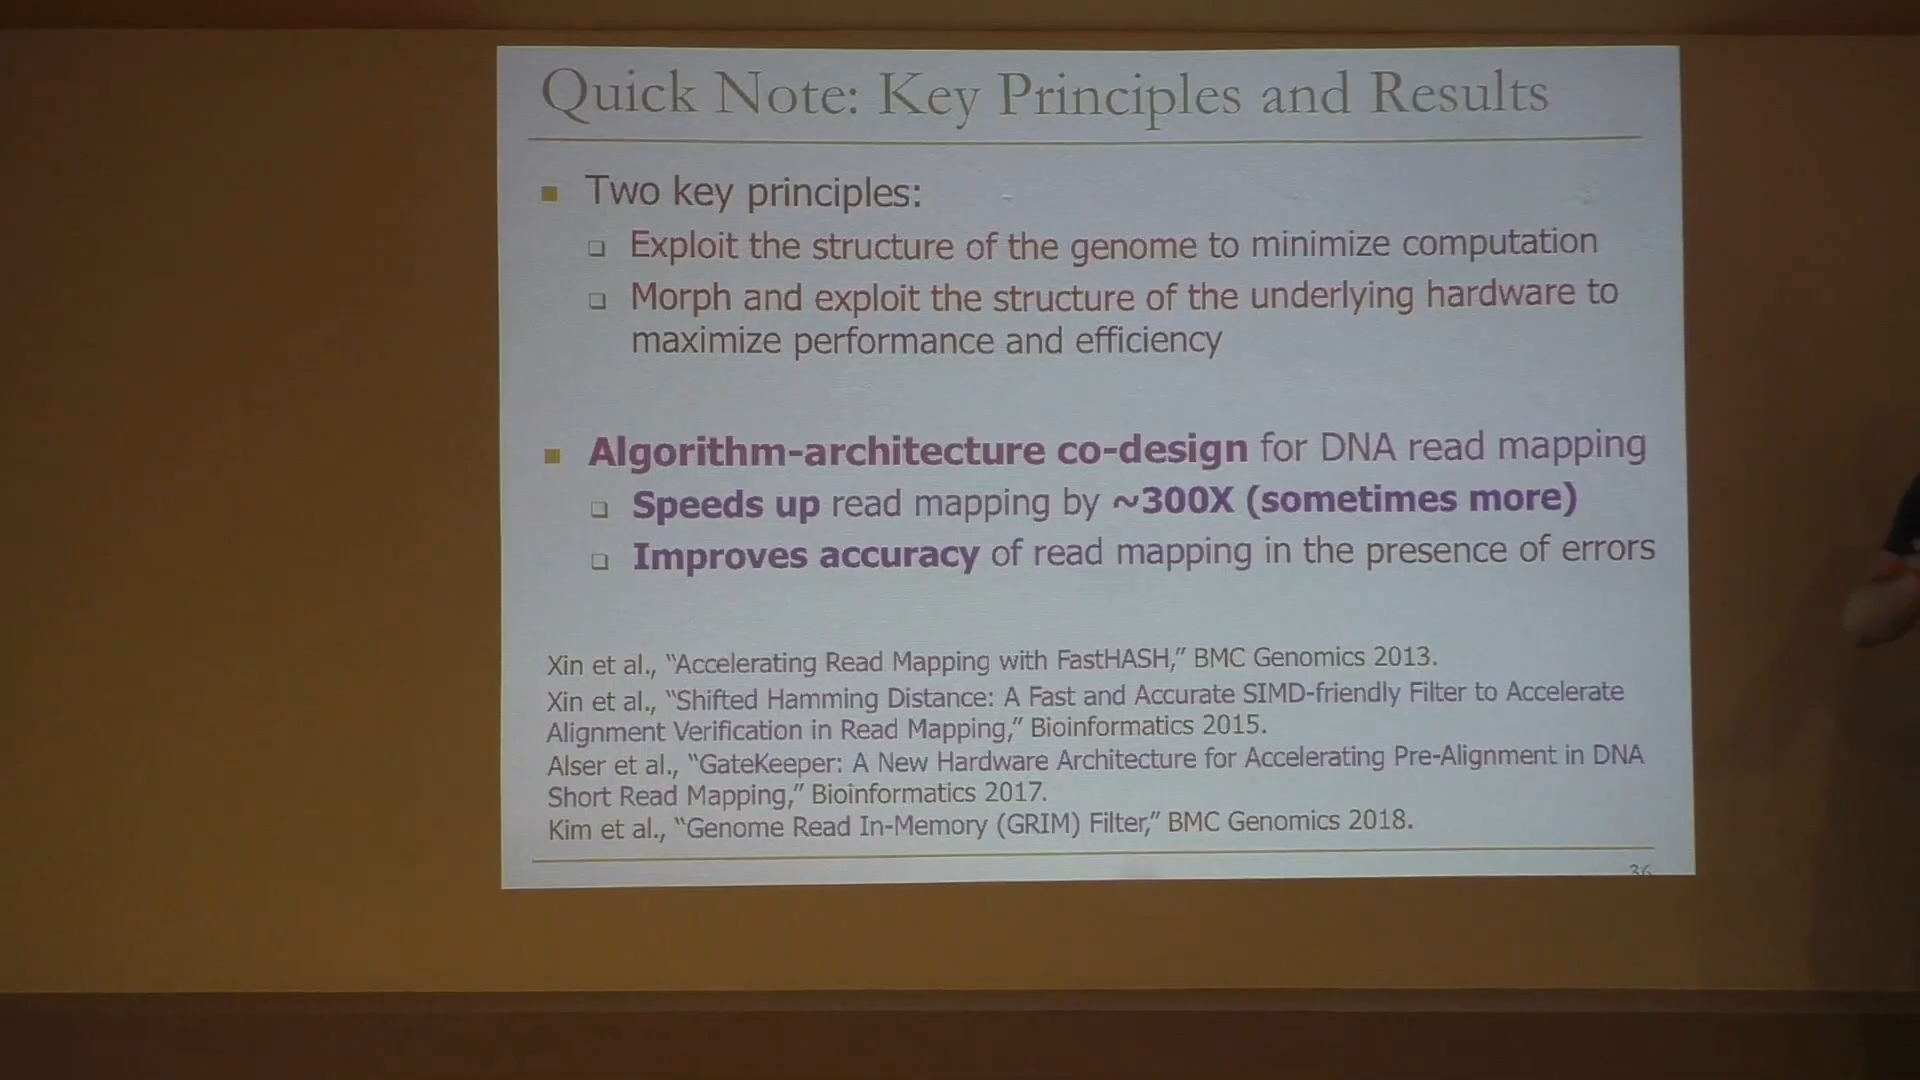 Quick Note: Key Principles and Results
Two key principles:
Exploit the structure of the genome to minimize computation
Morph and exploit the structure of the underlying hardware to
maximize performance and efficiency
Algorithm-architecture co-design for DNA read mapping
Speeds up read mapping by ~300X (sometimes more)
Improves accuracy of read mapping in the presence of errors
Xin et al., “Accelerating Read Mapping with FastHASH,” BMC Genomics 2013.
Xin et al., “Shifted Hamming Distance: A Fast and Accurate SIMD-friendly Filter to Accelerate
Alignment Verification in Read Mapping,” Bioinformatics 2015.
Alser et al., “GateKeeper: A New Hardware Architecture for Accelerating Pre-Alignment in DNA
Short Read Mapping,” Bioinformatics 2017.
Kim et al., “Genome Read In-Memory (GRIM) Filter,” BMC Genomics 2018.
36